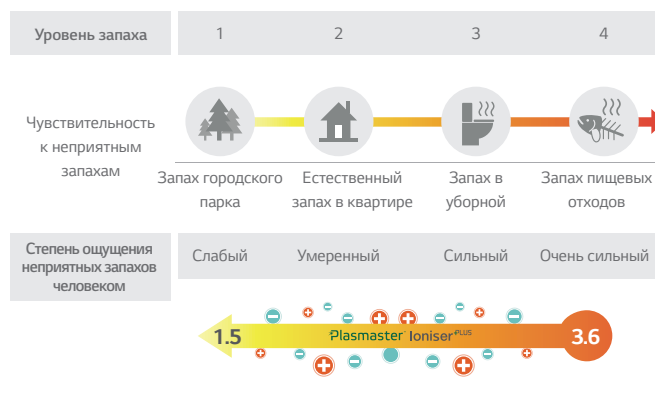 Уровень запаха 1 2 3 4
Чувствительность
к неприятным
запахам
Запах городского
парка
Естественный
запах в квартире
Запах в
уборной
Запах пищевых
отходов
Степень ощущения
неприятных запахов
человеком
Слабый Умеренный Сильный Очень сильный
1.5 Plasmaster Ioniser PLUS 3.6